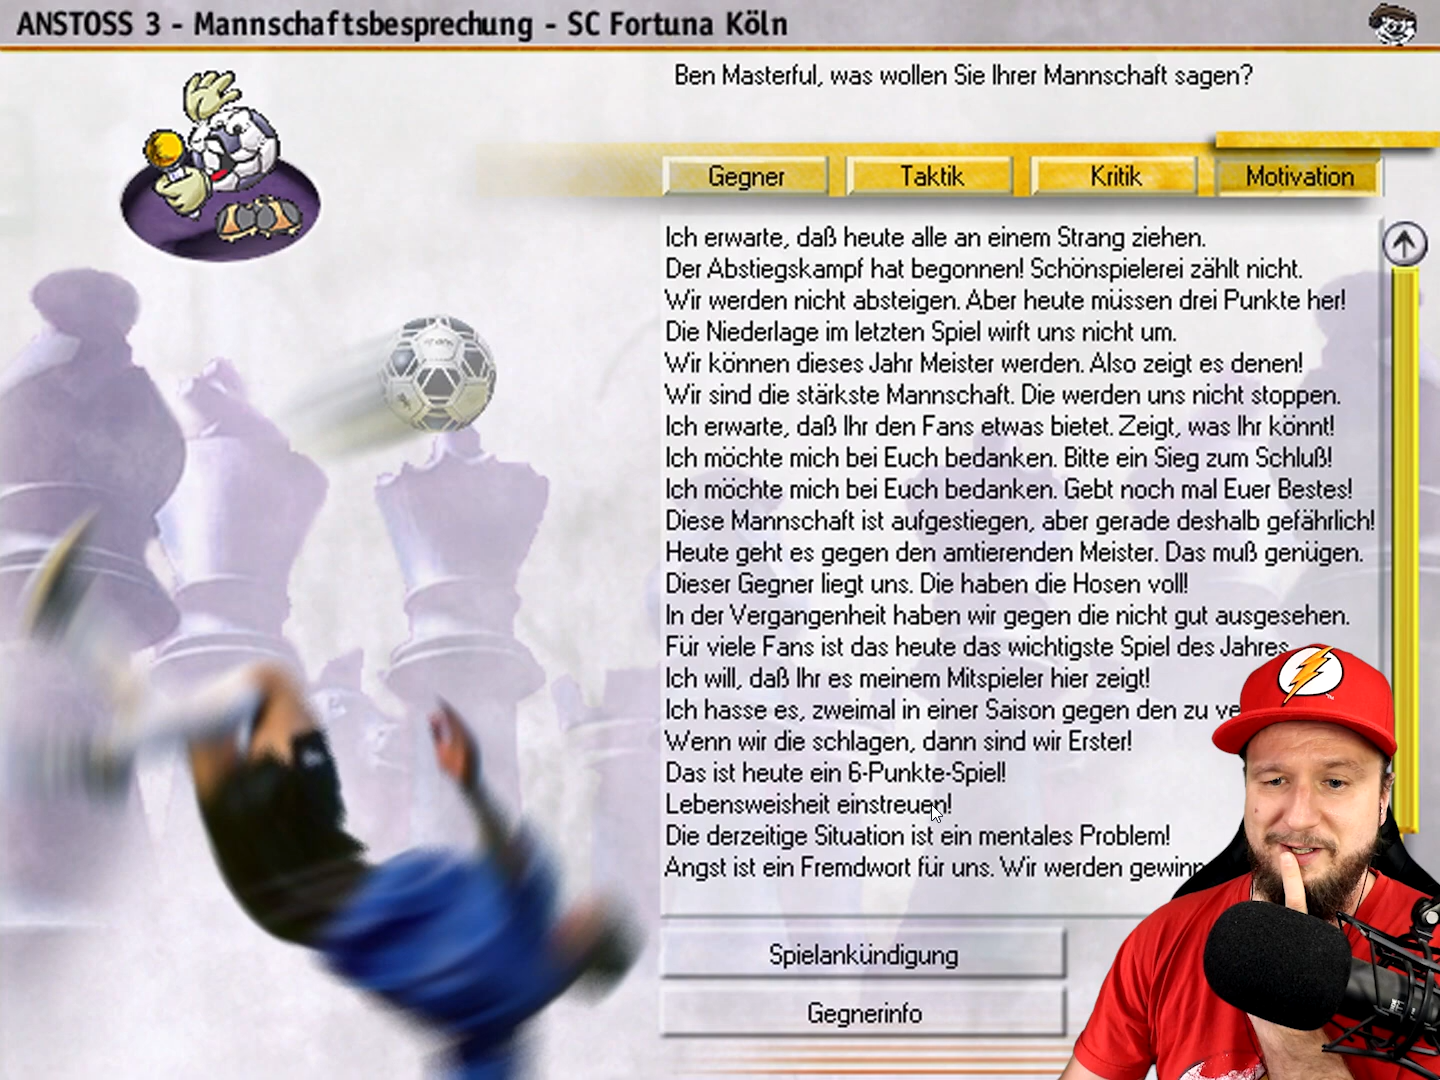 ANSTOSS 3 - Mannschaftsbesprechung - SC Fortuna Köln
Ben Masterful, was wollen Sie Ihrer Mannschaft sagen?
Gegner
Taktik
Kritik
Motivation
Ich erwarte, daß heute alle an einem Strang ziehen.
Der Abstiegskampf hat begonnen! Schönspielerei zählt nicht.
Wir werden nicht absteigen. Aber heute müssen drei Punkte her!
Die Niederlage im letzten Spiel wirft uns nicht um.
Wir können dieses Jahr Meister werden. Also zeigt es denen!
Wir sind die stärkste Mannschaft. Die werden uns nicht stoppen.
Ich erwarte, daß Ihr den Fans etwas bietet. Zeigt, was Ihr könnt!
Ich möchte mich bei Euch bedanken. Bitte ein Sieg zum Schluß!
Ich möchte mich bei Euch bedanken. Gebt noch mal Euer Bestes!
Diese Mannschaft ist aufgestiegen, aber gerade deshalb gefährlich!
Heute geht es gegen den amtierenden Meister. Das muß genügen.
Dieser Gegner liegt uns. Die haben die Hosen voll!
In der Vergangenheit haben wir gegen die nicht gut ausgesehen.
Für viele Fans ist das heute das wichtigste Spiel des Jahres
Ich will, daß Ihr es meinem Mitspieler hier zeigt!
Ich hasse es, zweimal in einer Saison gegen den zu
Wenn wir die schlagen, dann sind wir Erster!
Das ist heute ein 6-Punkte-Spiel!
Lebensweisheit einstreuen!
Die derzeitige Situation ist ein mentales Problem!
Angst ist ein Fremdwort für uns. Wir werden
Spielankündigung
Gegnerinfo